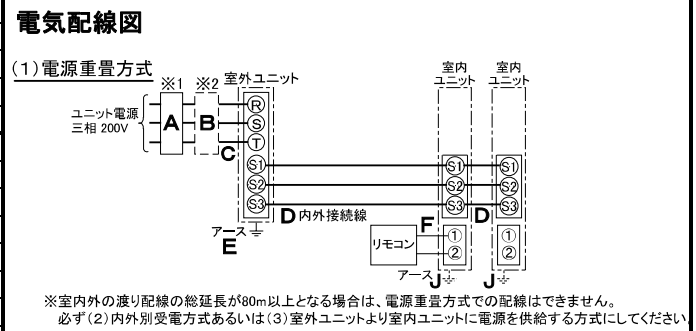 電気配線図
(1)電源重畳方式
※1 ※2 室外ユニット 室内ユニット 室内ユニット
ユニット電源
三相 200V
A B C
R
S
T
S1 S1 S1
S2 S2 S2
S3 S3 S3
D 内外接続線 D
アース
E
F
リモコン
① ①
② ②
アース J J
※室内外の渡り配線の総延長が80m以上となる場合は、電源重畳方式での配線はできません。
必ず(2)内外別受電方式あるいは(3)室外ユニットより室内ユニットに電源を供給する方式にしてください